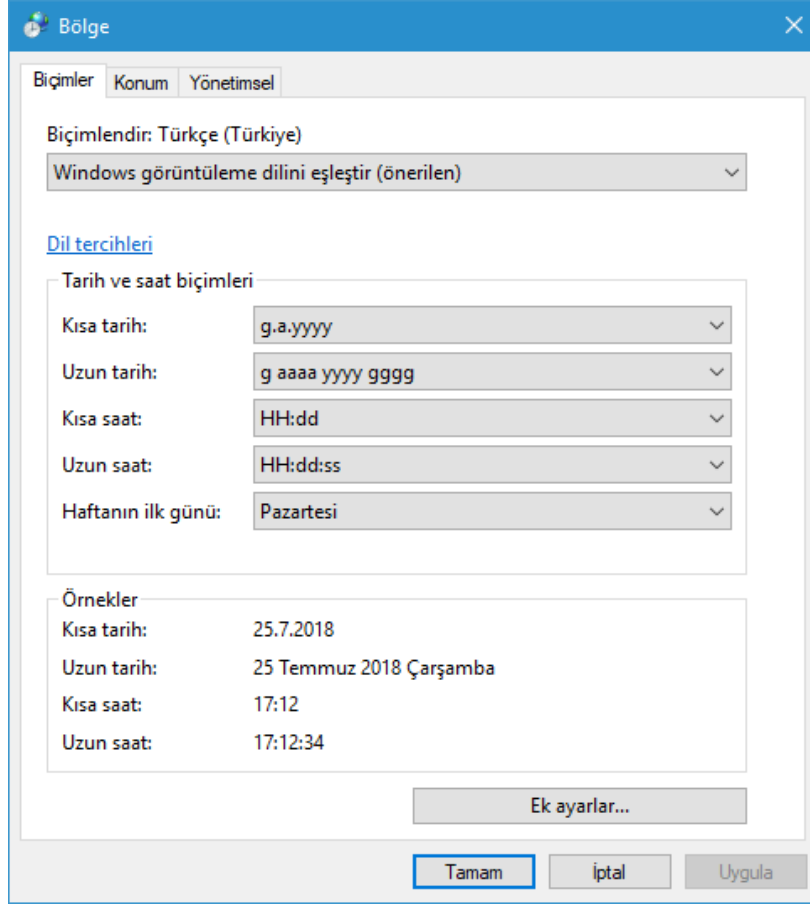 Bölge
Biçimler Konum Yönetimsel
Biçimlendir: Türkçe (Türkiye)
Windows görüntüleme dilini eşleştir (önerilen)
Dil tercihleri
Tarih ve saat biçimleri
Kısa tarih: g.a.yyyy
Uzun tarih: g aaaa yyyy gggg
Kısa saat: HH:dd
Uzun saat: HH:dd:ss
Haftanın ilk günü: Pazartesi
Örnekler
Kısa tarih: 25.7.2018
Uzun tarih: 25 Temmuz 2018 Çarşamba
Kısa saat: 17:12
Uzun saat: 17:12:34
Ek ayarlar...
Tamam İptal Uygula